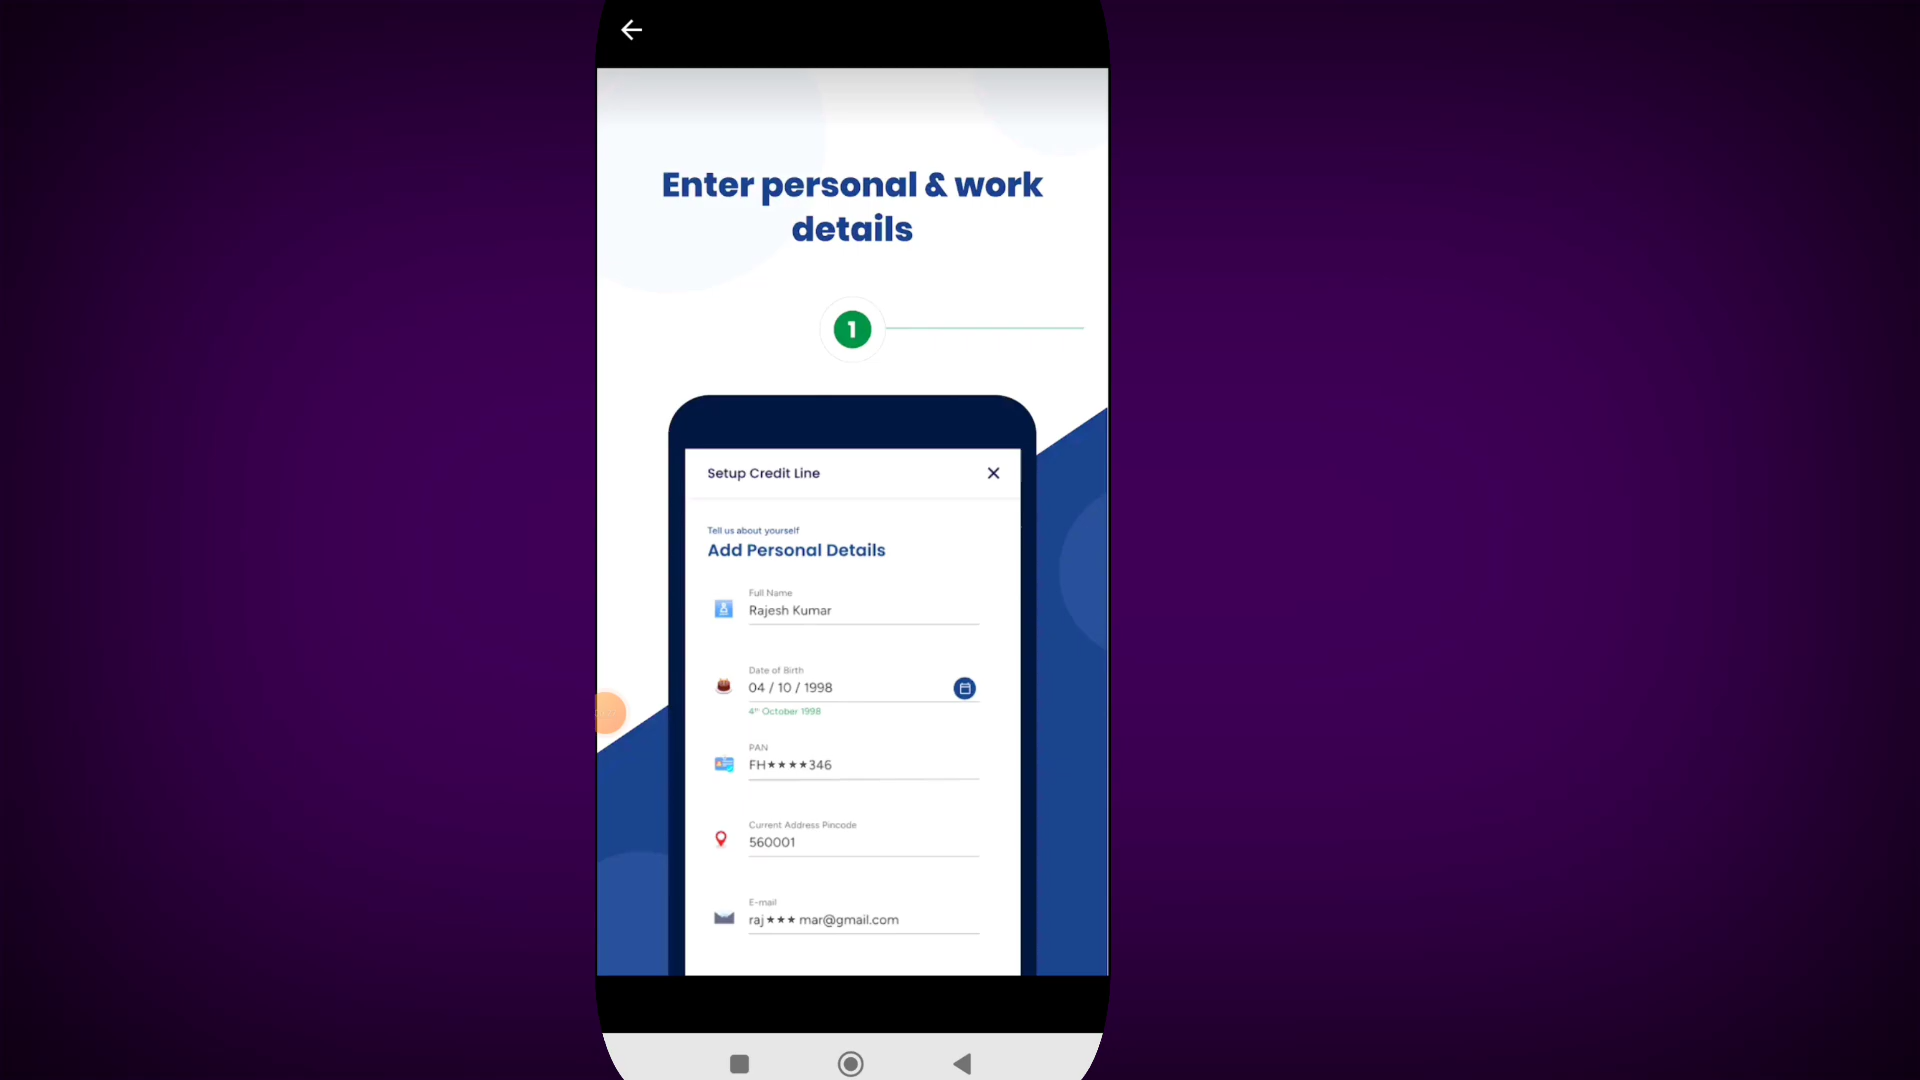 Enter personal & work
details
1
Setup Credit Line
Tell us about yourself
Add Personal Details
Full Name
Rajesh Kumar
Date of Birth
04 / 10 / 1998
4th October 1998
PAN
FH★★★★346
Current Address Pincode
560001
E-mail
raj★★★mar@gmail.com